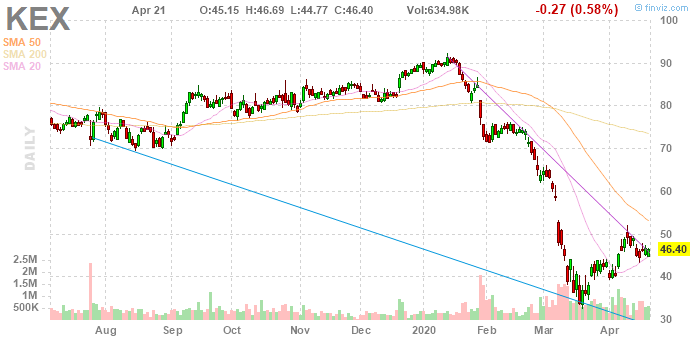 KEX Apr 21 O:45.15 H:46.69 L:44.77 C:46.40 Vol:634.98K -0.27 (0.58%) © finviz.com
SMA 50
SMA 200
SMA 20
DAILY
100
90
80
70
60
50
46.40
40
30
2.5M
2M
1.5M
1M
500K
Aug Sep Oct Nov Dec 2020 Feb Mar Apr